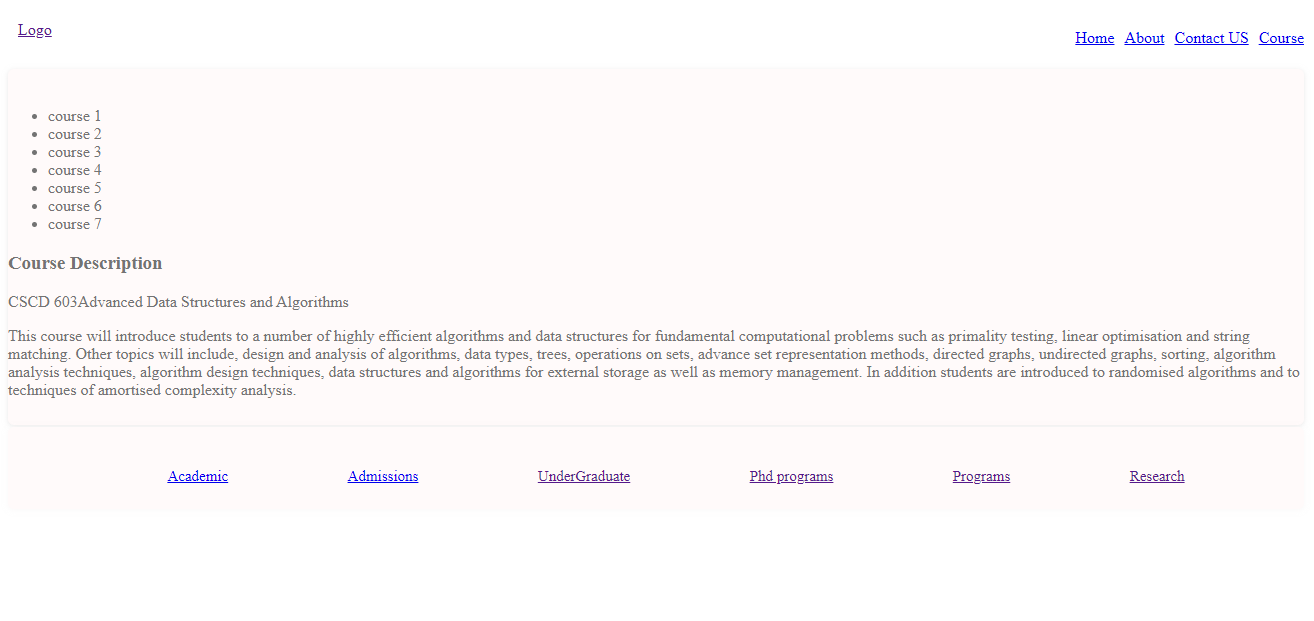 Logo
Home About Contact US Course
course 1
course 2
course 3
course 4
course 5
course 6
course 7
Course Description
CSCD 603Advanced Data Structures and Algorithms
This course will introduce students to a number of highly efficient algorithms and data structures for fundamental computational problems such as primality testing, linear optimisation and string
matching. Other topics will include, design and analysis of algorithms, data types, trees, operations on sets, advance set representation methods, directed graphs, undirected graphs, sorting, algorithm
analysis techniques, algorithm design techniques, data structures and algorithms for external storage as well as memory management. In addition students are introduced to randomised algorithms and to
techniques of amortised complexity analysis.
Academic Admissions UnderGraduate Phd programs Programs Research